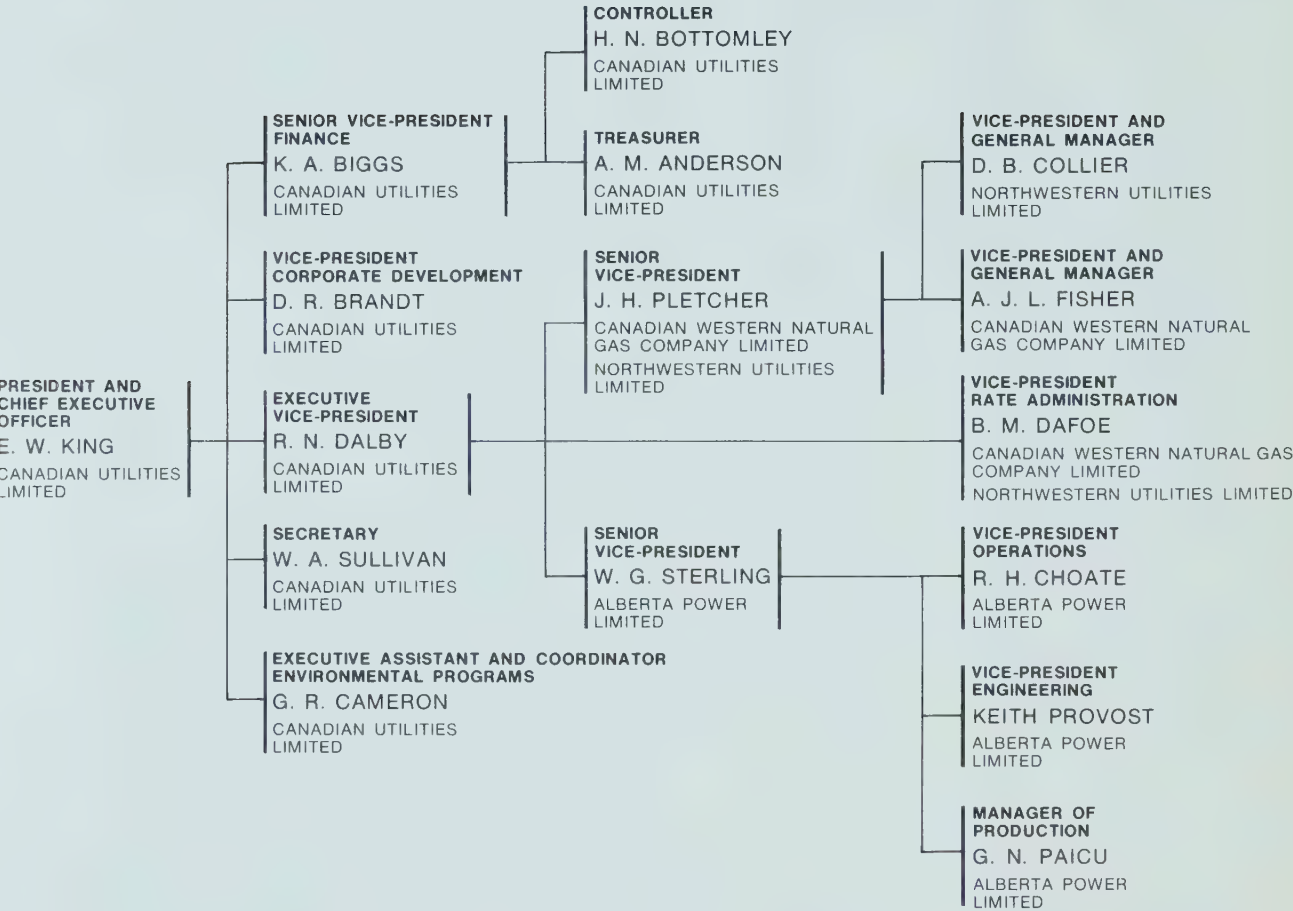 CONTROLLER
H. N. BOTTOMLEY
CANADIAN UTILITIES
LIMITED
SENIOR VICE-PRESIDENT
FINANCE
K. A. BIGGS
CANADIAN UTILITIES
LIMITED
TREASURER
A. M. ANDERSON
CANADIAN UTILITIES
LIMITED
VICE-PRESIDENT AND
GENERAL MANAGER
D. B. COLLIER
NORTHWESTERN UTILITIES
LIMITED
VICE-PRESIDENT
CORPORATE DEVELOPMENT
D. R. BRANDT
CANADIAN UTILITIES
LIMITED
SENIOR
VICE-PRESIDENT
J. H. PLETCHER
CANADIAN WESTERN NATURAL
GAS COMPANY LIMITED
NORTHWESTERN UTILITIES
LIMITED
VICE-PRESIDENT AND
GENERAL MANAGER
A. J. L. FISHER
CANADIAN WESTERN NATURAL
GAS COMPANY LIMITED
PRESIDENT AND
CHIEF EXECUTIVE
OFFICER
E. W. KING
CANADIAN UTILITIES
LIMITED
EXECUTIVE
VICE-PRESIDENT
R. N. DALBY
CANADIAN UTILITIES
LIMITED
VICE-PRESIDENT
RATE ADMINISTRATION
B. M. DAFOE
CANADIAN WESTERN NATURAL GAS
COMPANY LIMITED
NORTHWESTERN UTILITIES LIMITED
SECRETARY
W. A. SULLIVAN
CANADIAN UTILITIES
LIMITED
SENIOR
VICE-PRESIDENT
W. G. STERLING
ALBERTA POWER
LIMITED
VICE-PRESIDENT
OPERATIONS
R. H. CHOATE
ALBERTA POWER
LIMITED
EXECUTIVE ASSISTANT AND COORDINATOR
ENVIRONMENTAL PROGRAMS
G. R. CAMERON
CANADIAN UTILITIES
LIMITED
VICE-PRESIDENT
ENGINEERING
KEITH PROVOST
ALBERTA POWER
LIMITED
MANAGER OF
PRODUCTION
G. N. PAICU
ALBERTA POWER
LIMITED